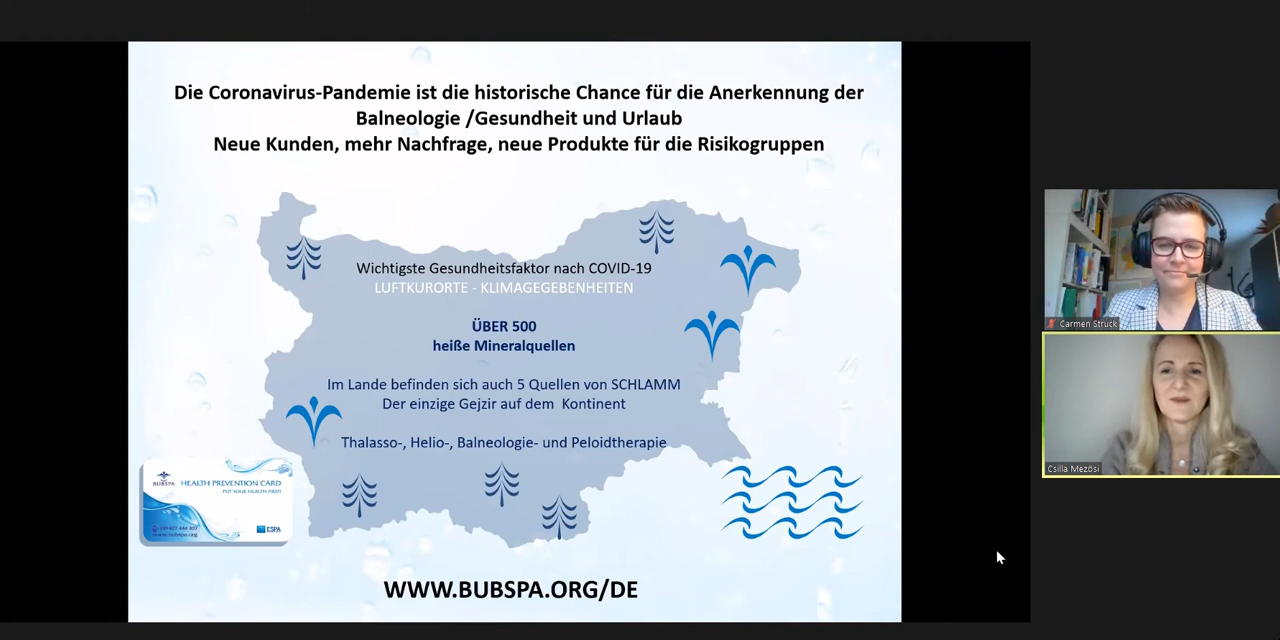 Die Coronavirus-Pandemie ist die historische Chance für die Anerkennung der
Balneologie /Gesundheit und Urlaub
Neue Kunden, mehr Nachfrage, neue Produkte für die Risikogruppen
Wichtigste Gesundheitsfaktor nach COVID-19
LUFTKURORTE - KLIMAGEGEBENHEITEN
ÜBER 500
heiße Mineralquellen
Im Lande befinden sich auch 5 Quellen von SCHLAMM
Der einzige Gejzir auf dem Kontinent
Thalasso-, Helio-, Balneologie- und Peloidtherapie
BUBSPA
HEALTH PREVENTION CARD
PUT YOUR HEALTH FIRST!
www.bubspa.org
ESPA
WWW.BUBSPA.ORG/DE
Carmen Struck
Csilla Mezösi